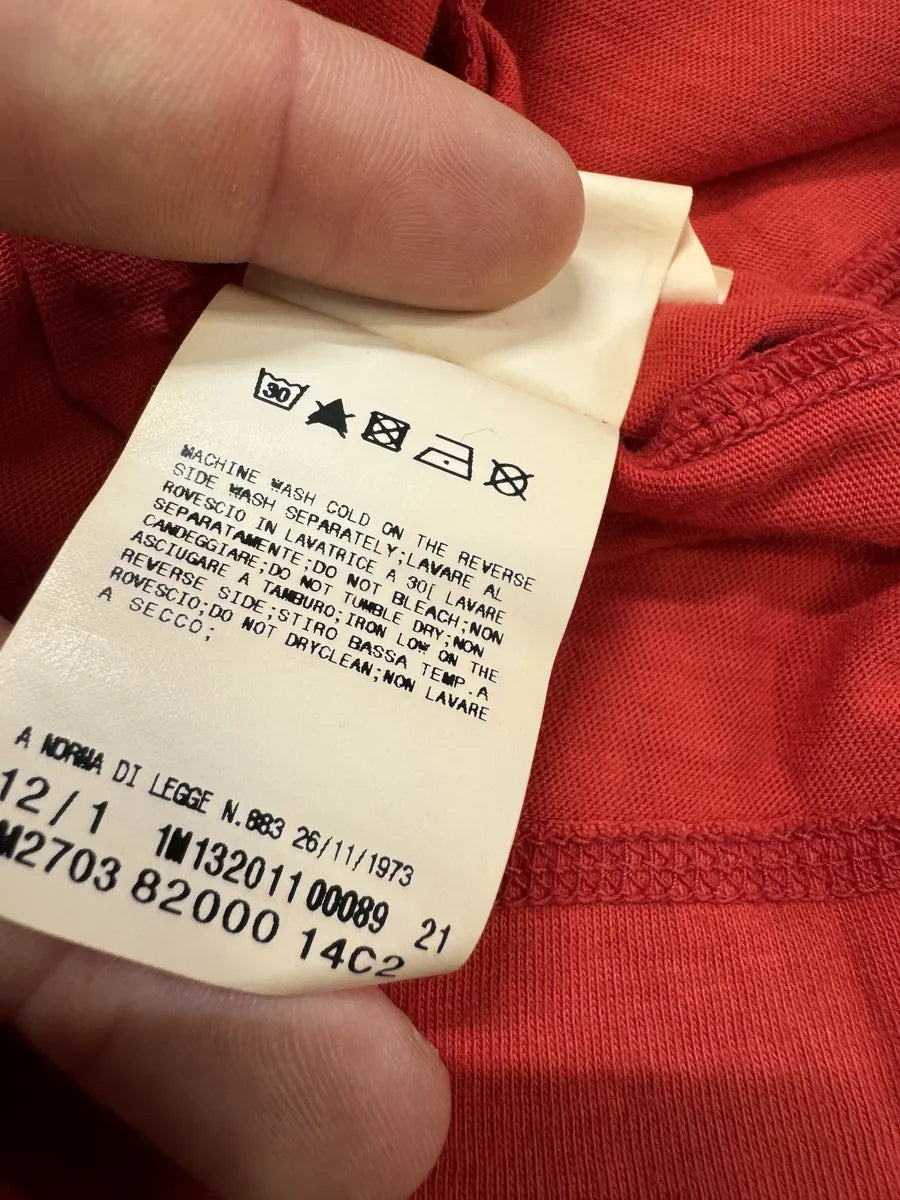 30
MACHINE WASH COLD ON THE REVERSE
SIDE WASH SEPARATELY;LAVARE AL
ROVESCIO IN LAVATRICE A 30[ LAVARE
SEPARATAMENTE;DO NOT BLEACH;NON
CANDEGGIARE;DO NOT TUMBLE DRY;NON
ASCIUGARE A TAMBURO;IRON LOW ON THE
REVERSE SIDE;STIRO BASSA TEMP.A
ROVESCIO;DO NOT DRYCLEAN;NON LAVARE
A SECCO;
A NORMA DI LEGGE N.883 26/11/1973
12/1 1M132011 00089 21
M2703 82000 14C2